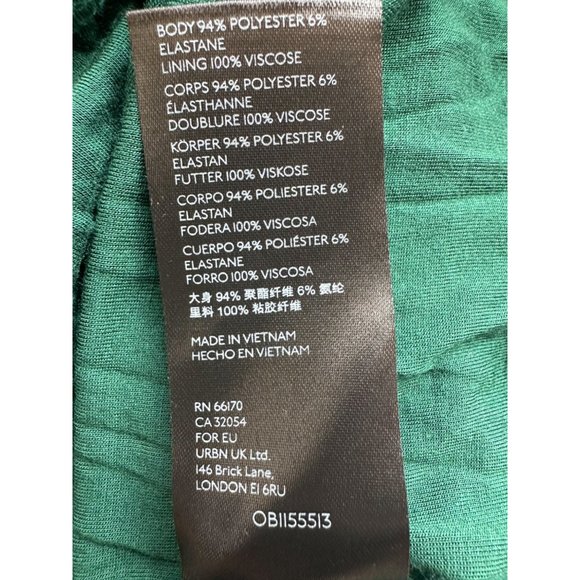 BODY 94% POLYESTER 6%
ELASTANE
LINING 100% VISCOSE
CORPS 94% POLYESTER 6%
ÉLASTHANNE
DOUBLURE 100% VISCOSE
KÖRPER 94% POLYESTER 6%
ELASTAN
FUTTER 100% VISKOSE
CORPO 94% POLIESTERE 6%
ELASTAN
FODERA 100% VISCOSA
CUERPO 94% POLIÉSTER 6%
ELASTANE
FORRO 100% VISCOSA
大身 94% 聚酯纤维 6% 氨纶
里料 100% 粘胶纤维
MADE IN VIETNAM
HECHO EN VIETNAM
RN 66170
CA 32054
FOR EU
URBN UK Ltd.
146 Brick Lane,
LONDON E1 6RU
OB1155513